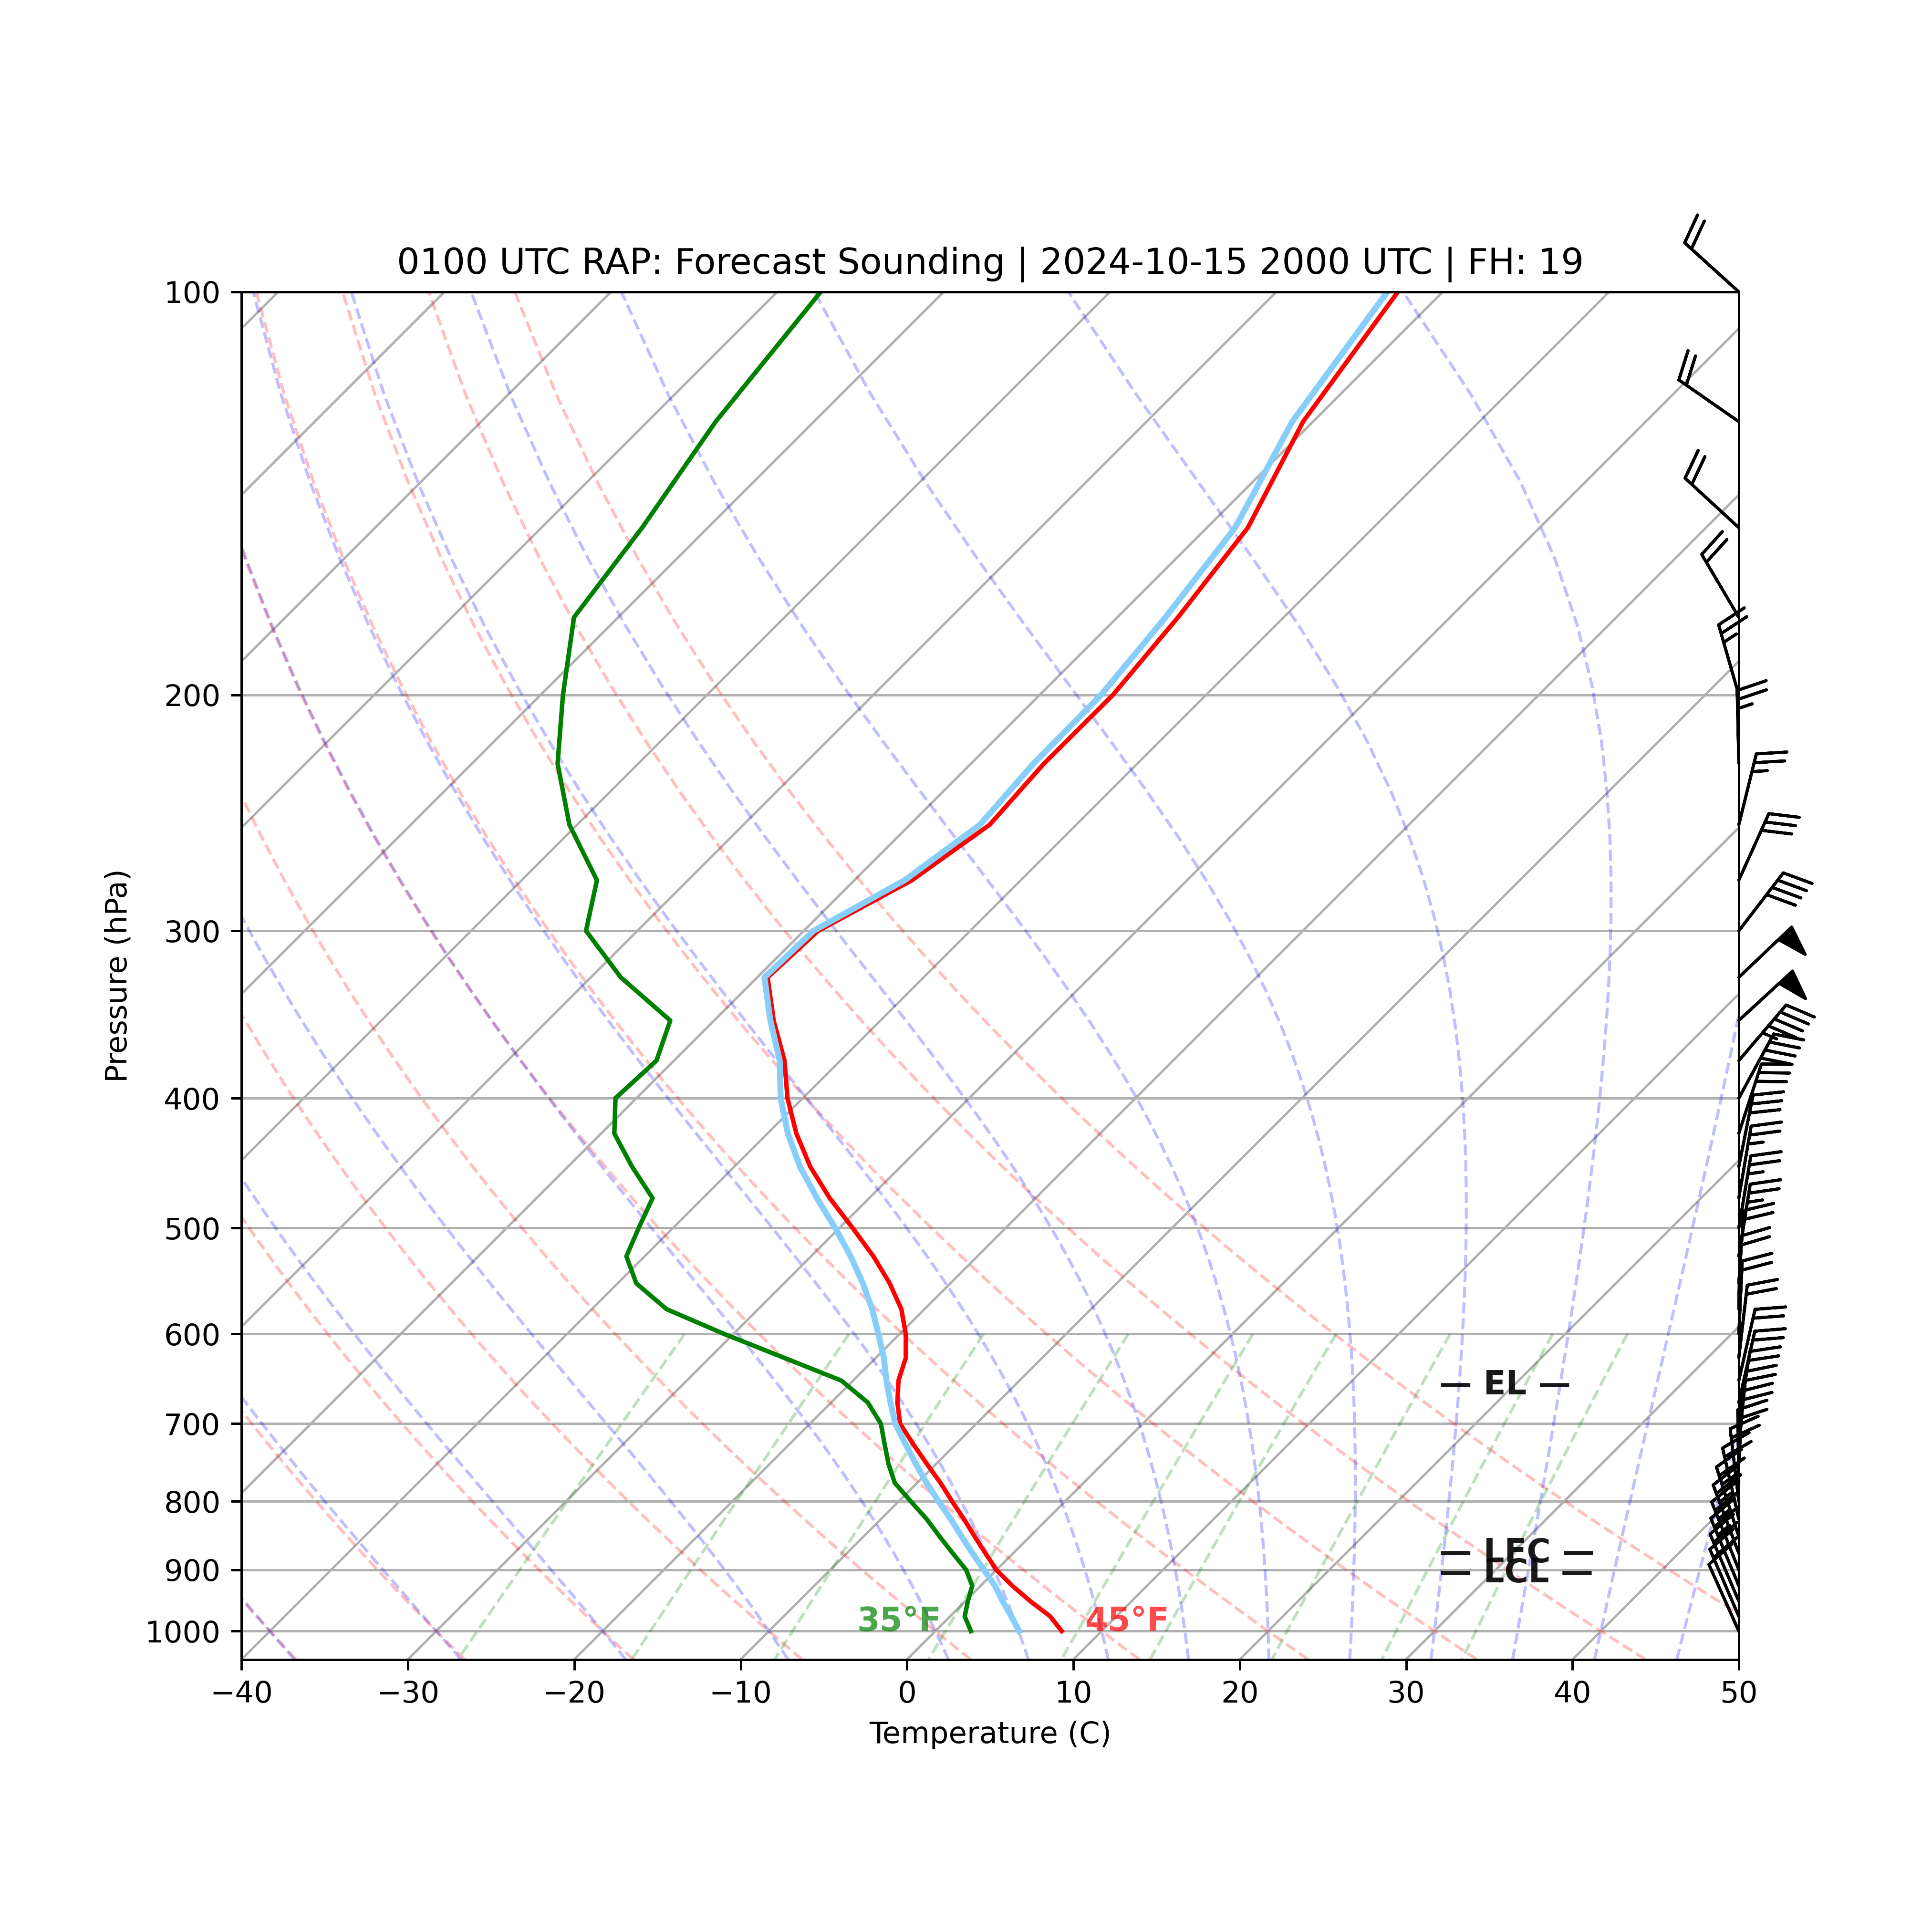 0100 UTC RAP: Forecast Sounding | 2024-10-15 2000 UTC | FH: 19
100
200
300
400
500
600
700
800
900
1000
Pressure (hPa)
— EL —
— LFC —
— LCL —
35°F
45°F
−40 −30 −20 −10 0 10 20 30 40 50
Temperature (C)